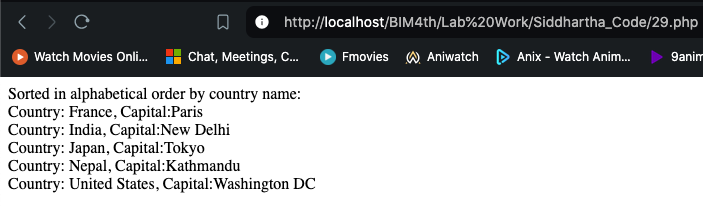 http://localhost/BIM4th/Lab%20Work/Siddhartha_Code/29.php
Watch Movies Onli... Chat, Meetings, C... Fmovies Aniwatch Anix - Watch Anim... 9anim
Sorted in alphabetical order by country name:
Country: France, Capital:Paris
Country: India, Capital:New Delhi
Country: Japan, Capital:Tokyo
Country: Nepal, Capital:Kathmandu
Country: United States, Capital:Washington DC